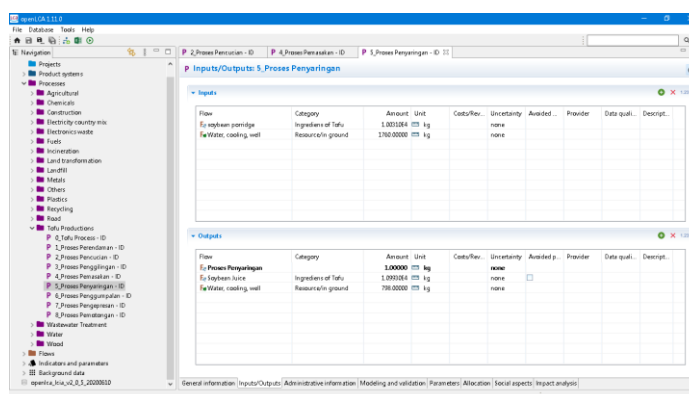 openLCA 1.11.0
File Database Tools Help
Navigation
Projects
Product systems
Processes
Agricultural
Chemicals
Construction
Electricity country mix
Electronics waste
Fuels
Incineration
Land transformation
Landfill
Metals
Others
Plastics
Recycling
Road
Tofu Productions
P 0_Tofu Process - ID
P 1_Proses Perendaman - ID
P 2_Proses Pencucian - ID
P 3_Proses Penggilingan - ID
P 4_Proses Pemasakan - ID
P 5_Proses Penyaringan - ID
P 6_Proses Penggumpalan - ID
P 7_Proses Pengepresan - ID
P 8_Proses Pemotongan - ID
Wastewater Treatment
Water
Wood
Flows
Indicators and parameters
Background data
openlca_lcia_v2_0_5_20200610
P 2_Proses Pencucian - ID P 4_Proses Pemasakan - ID P 5_Proses Penyaringan - ID
P Inputs/Outputs: 5_Proses Penyaringan - ID
Inputs
Flow Category Amount Unit Costs/Rev... Uncertainty Avoided ... Provider Data quali... Descript...
soybean porridge Ingrediens of Tofu kg none
Water, cooling, well Resource/in ground 1760.00000 kg none
Outputs
Flow Category Amount Unit Costs/Rev... Uncertainty Avoided p... Provider Data quali... Descript...
Proses Penyaringan 1.00000 kg none
Soybean Juice Ingrediens of Tofu kg none
Water, cooling, well Resource/in ground kg none
General information Inputs/Outputs Administrative information Modeling and validation Parameters Allocation Social aspects Impact analysis